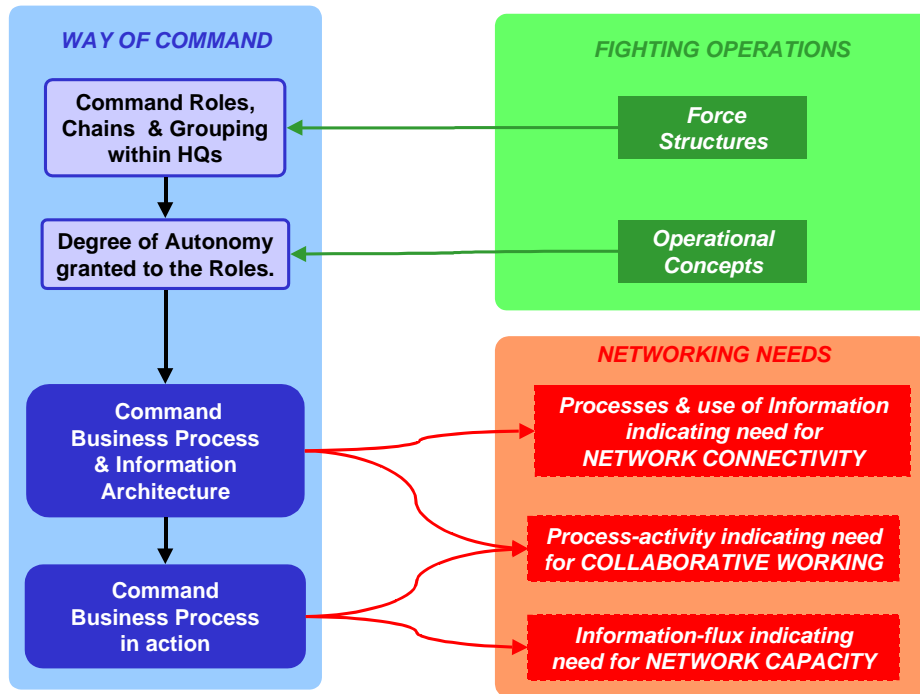 WAY OF COMMAND
Command Roles,
Chains & Grouping
within HQs
Degree of Autonomy
granted to the Roles.
Command
Business Process
& Information
Architecture
Command
Business Process
in action
FIGHTING OPERATIONS
Force
Structures
Operational
Concepts
NETWORKING NEEDS
Processes & use of Information
indicating need for
NETWORK CONNECTIVITY
Process-activity indicating need
for COLLABORATIVE WORKING
Information-flux indicating
need for NETWORK CAPACITY